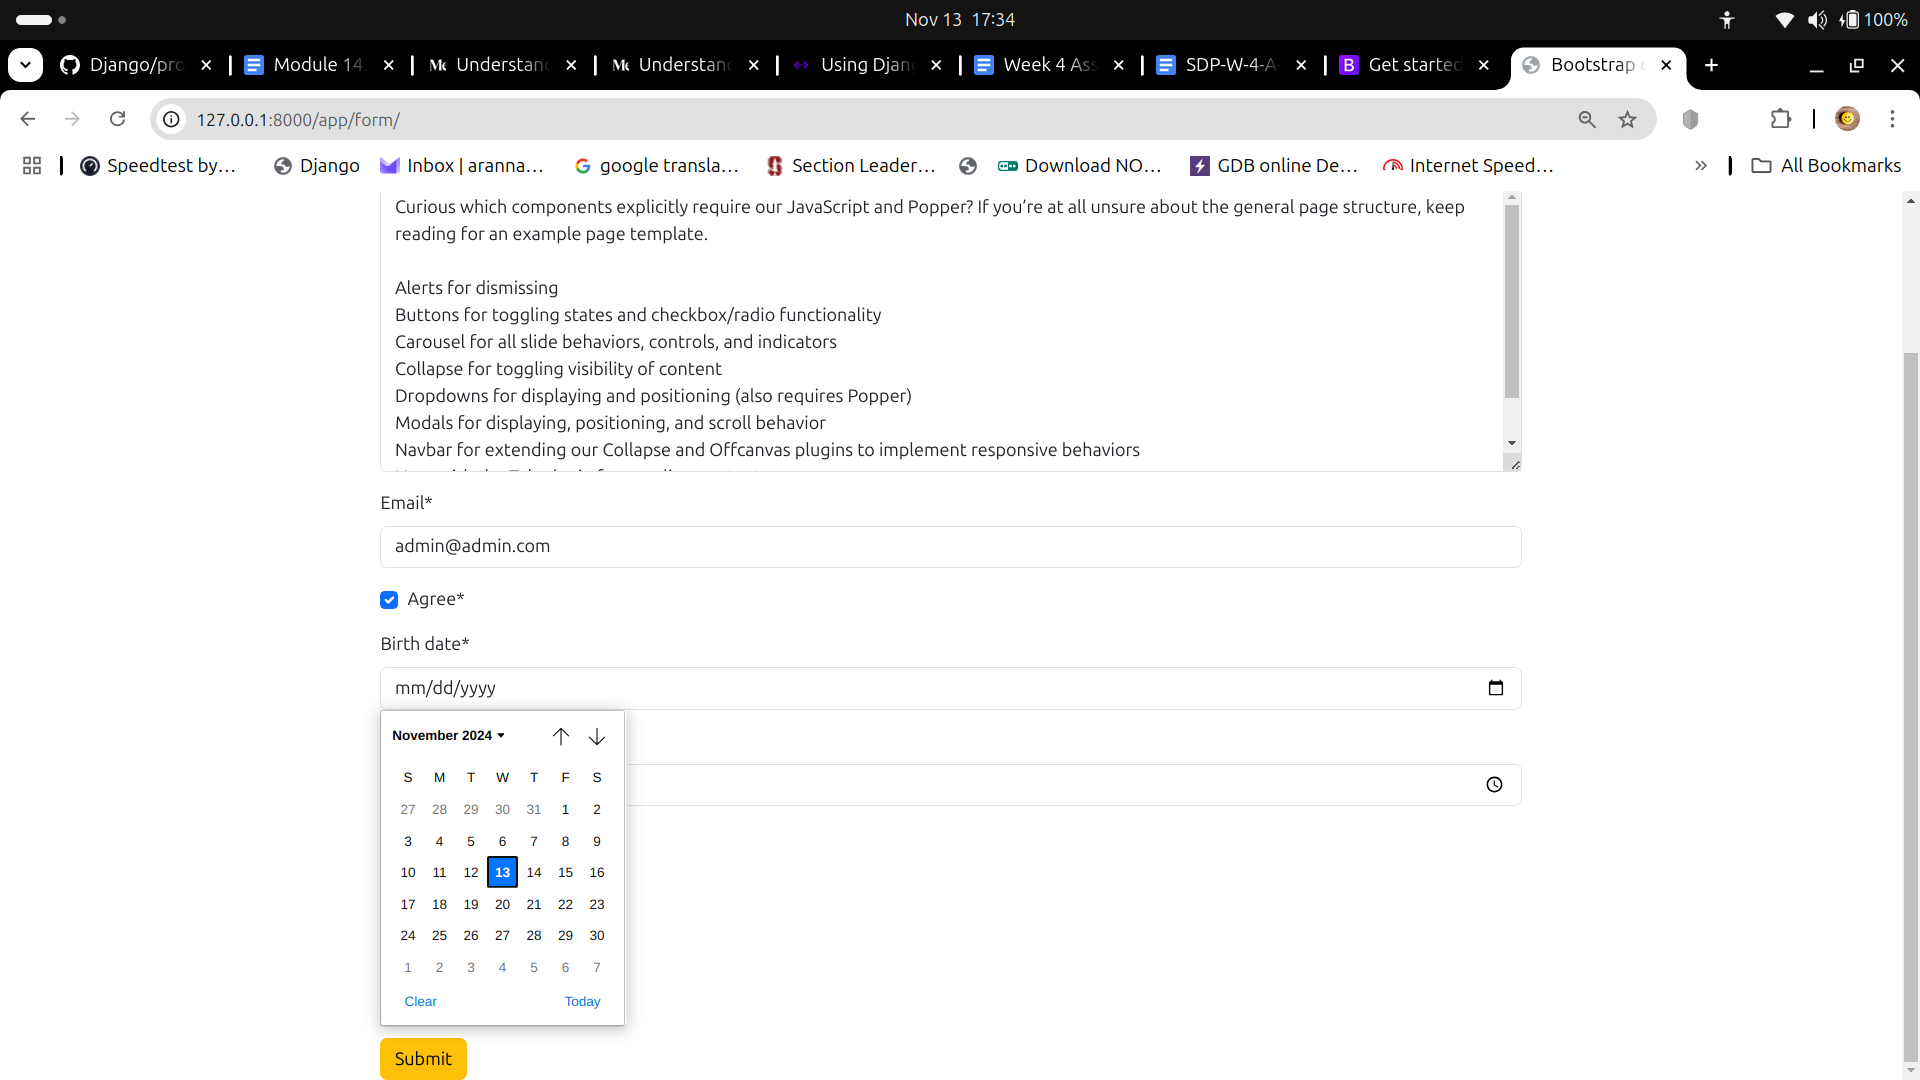 Nov 13 17:34
100%
Django/pro
Module 14.
Understand
Understand
Using Djan
Week 4 Ass
SDP-W-4-A
Get started
Bootstrap
127.0.0.1:8000/app/form/
Speedtest by...
Django
Inbox | aranna...
google transla...
Section Leader...
Download NO...
GDB online De...
Internet Speed...
All Bookmarks
Curious which components explicitly require our JavaScript and Popper? If you’re at all unsure about the general page structure, keep
reading for an example page template.
Alerts for dismissing
Buttons for toggling states and checkbox/radio functionality
Carousel for all slide behaviors, controls, and indicators
Collapse for toggling visibility of content
Dropdowns for displaying and positioning (also requires Popper)
Modals for displaying, positioning, and scroll behavior
Navbar for extending our Collapse and Offcanvas plugins to implement responsive behaviors
Email*
admin@admin.com
Agree*
Birth date*
mm/dd/yyyy
November 2024
S M T W T F S
27 28 29 30 31 1 2
3 4 5 6 7 8 9
10 11 12 13 14 15 16
17 18 19 20 21 22 23
24 25 26 27 28 29 30
1 2 3 4 5 6 7
Clear Today
Submit